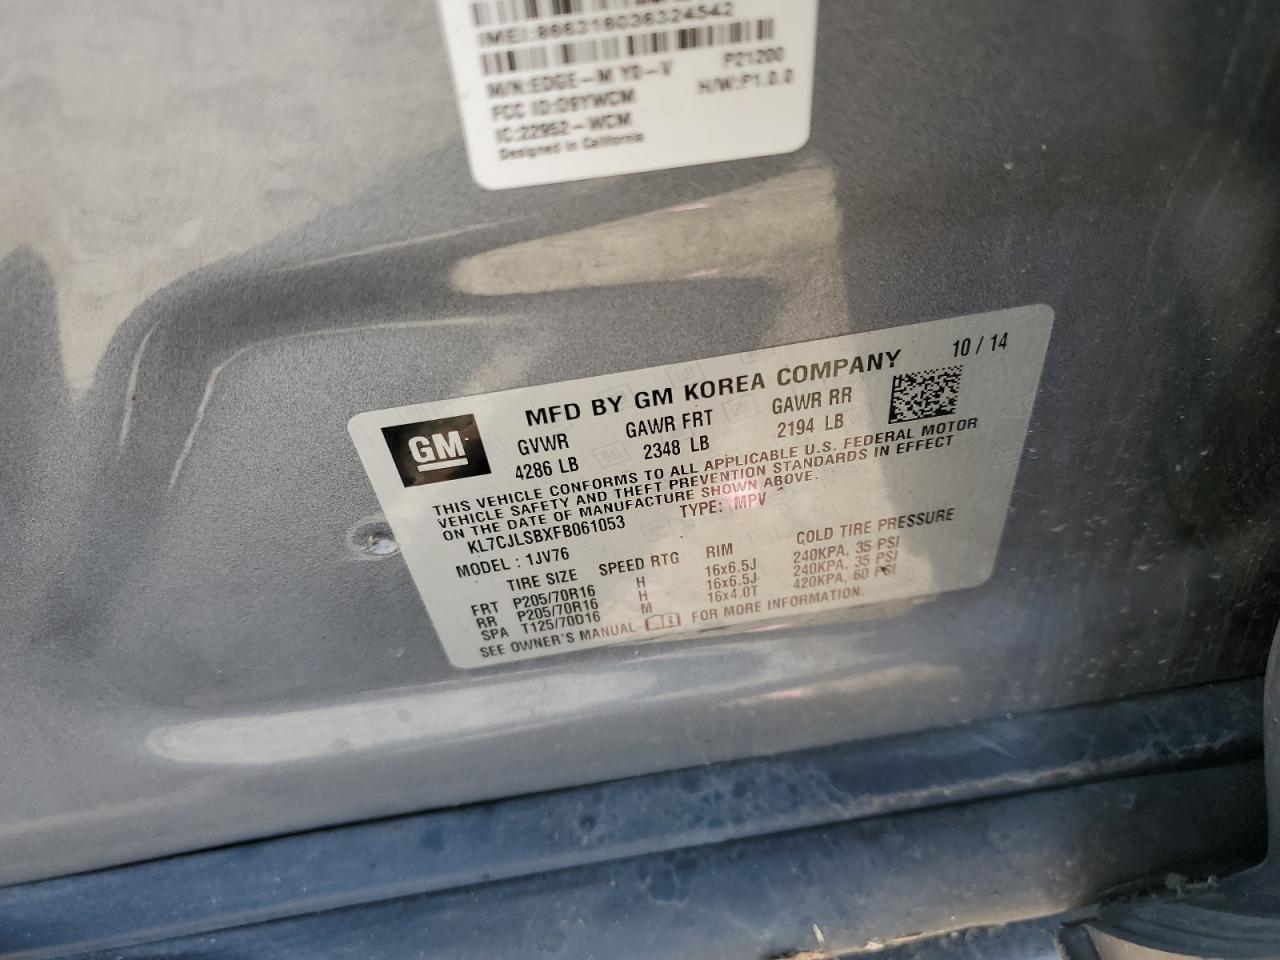 IMEI:866316036324542
M/N:EDGE-M Y0-V P21200
FCC ID:D9YWCM H/W:P1.0.0
IC:22952-WCM
Designed in California
MFD BY GM KOREA COMPANY 10/14
GM
GVWR GAWR FRT GAWR RR
4286 LB 2348 LB 2194 LB
THIS VEHICLE CONFORMS TO ALL APPLICABLE U.S. FEDERAL MOTOR
VEHICLE SAFETY AND THEFT PREVENTION STANDARDS IN EFFECT
ON THE DATE OF MANUFACTURE SHOWN ABOVE.
KL7CJLSBXFB061053 TYPE: MPV
MODEL : 1JV76
TIRE SIZE SPEED RTG RIM COLD TIRE PRESSURE
FRT P205/70R16 H 16x6.5J 240KPA, 35 PSI
RR P205/70R16 H 16x6.5J 240KPA, 35 PSI
SPA T125/70D16 M 16x4.0T 420KPA, 60 PSI
SEE OWNER'S MANUAL FOR MORE INFORMATION.